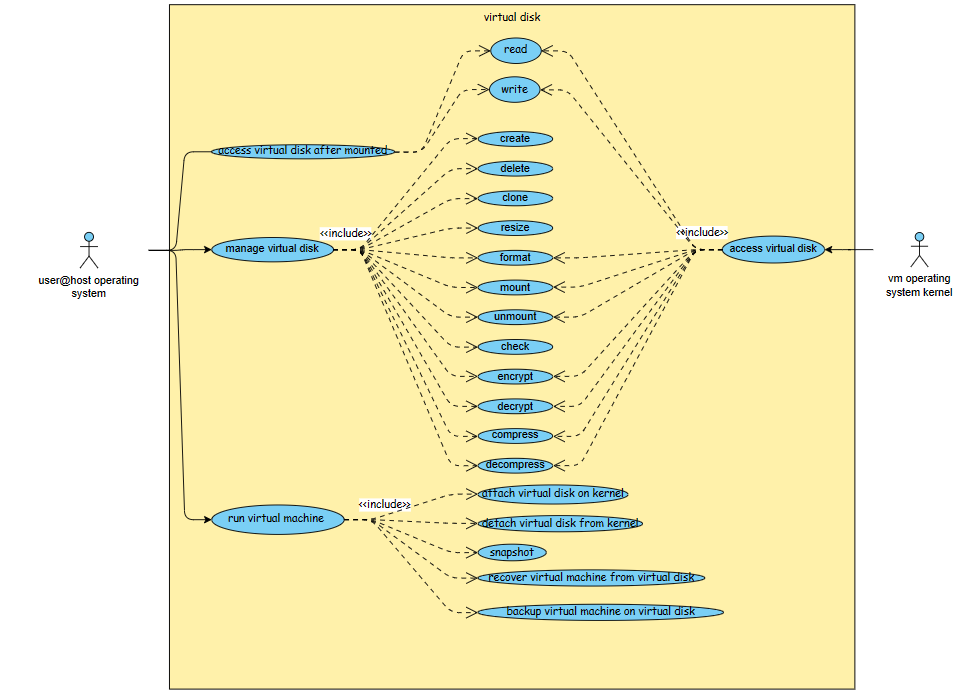 virtual disk
read
write
create
access virtual disk after mounted
delete
clone
resize
<<include>>
<<include>>
manage virtual disk
access virtual disk
format
user@host operating
system
vm operating
system kernel
mount
unmount
check
encrypt
decrypt
compress
decompress
attach virtual disk on kernel
<<include>>
run virtual machine
detach virtual disk from kernel
snapshot
recover virtual machine from virtual disk
backup virtual machine on virtual disk